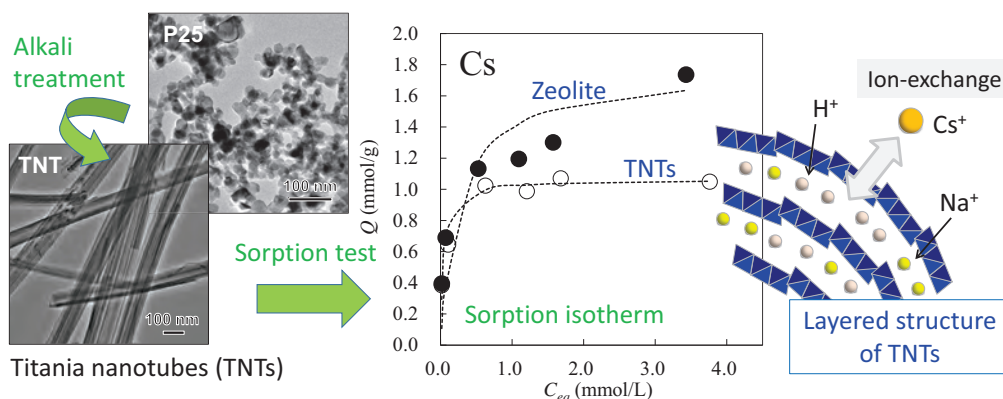 Alkali
treatment
P25
100 nm
TNT
100 nm
Titania nanotubes (TNTs)
Sorption test
Q (mmol/g)
2.0
1.8
1.6
1.4
1.2
1.0
0.8
0.6
0.4
0.2
0.0
Cs
Zeolite
TNTs
Sorption isotherm
0.0 1.0 2.0 3.0 4.0
Ceq (mmol/L)
Ion-exchange
H+
Cs+
Na+
Layered structure
of TNTs